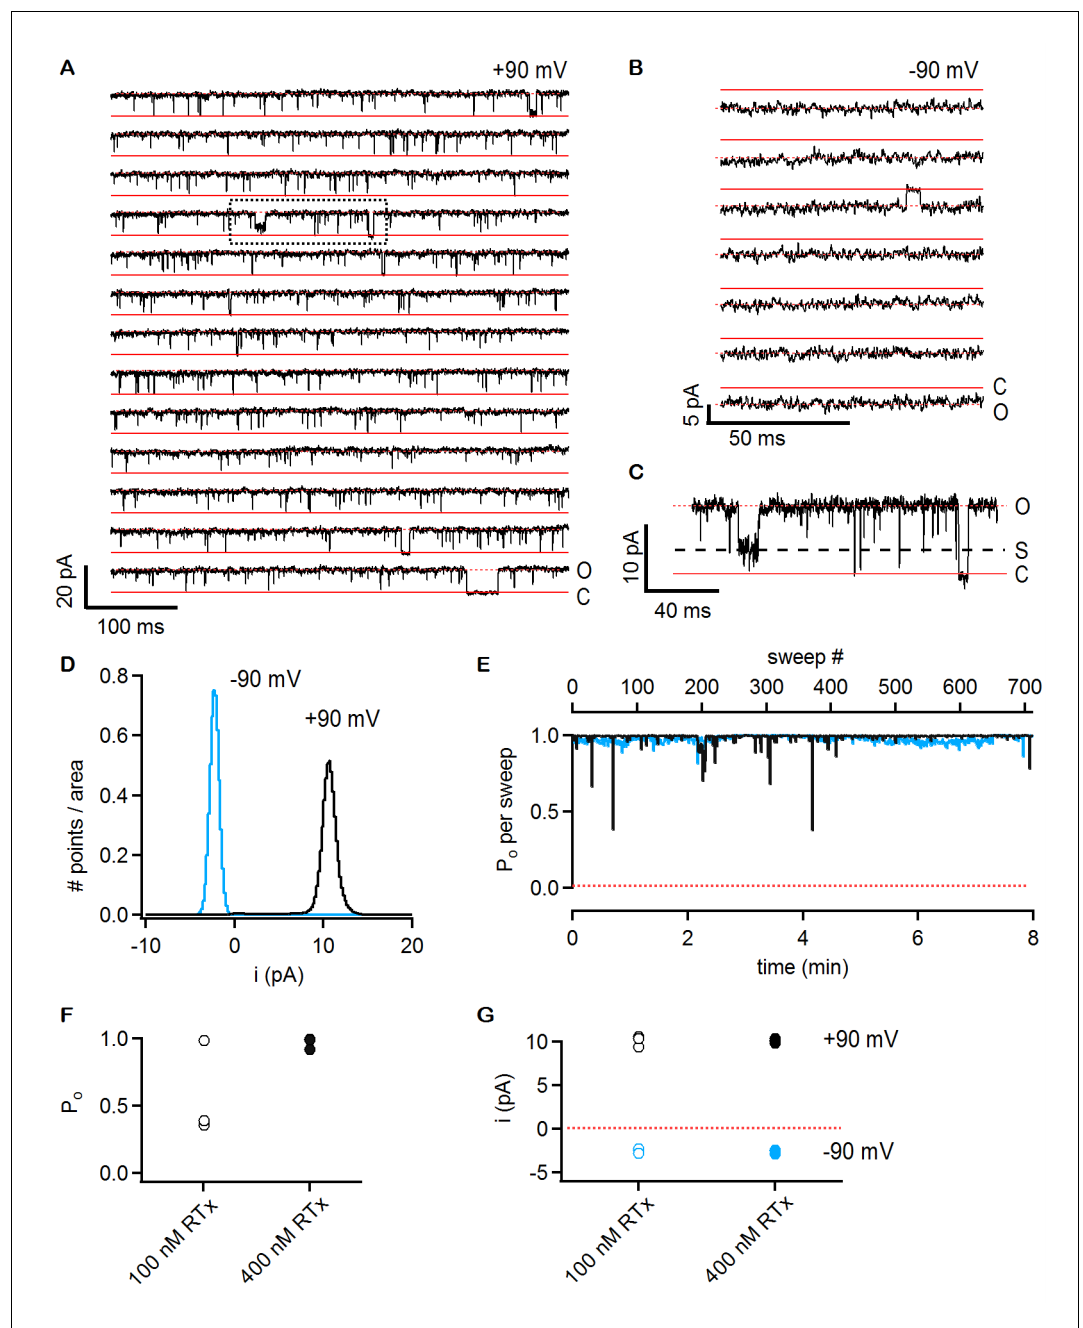 A
+90 mV
O
C
20 pA
100 ms
B
-90 mV
C
O
5 pA
50 ms
C
O
S
C
10 pA
40 ms
D
-90 mV
+90 mV
0.8
0.6
0.4
0.2
0.0
# points / area
-10 0 10 20
i (pA)
E
sweep #
0 100 200 300 400 500 600 700
1.0
0.5
0.0
Po per sweep
0 2 4 6 8
time (min)
F
1.0
0.5
0.0
Po
100 nM RTx
400 nM RTx
G
10
5
0
-5
i (pA)
+90 mV
-90 mV
100 nM RTx
400 nM RTx